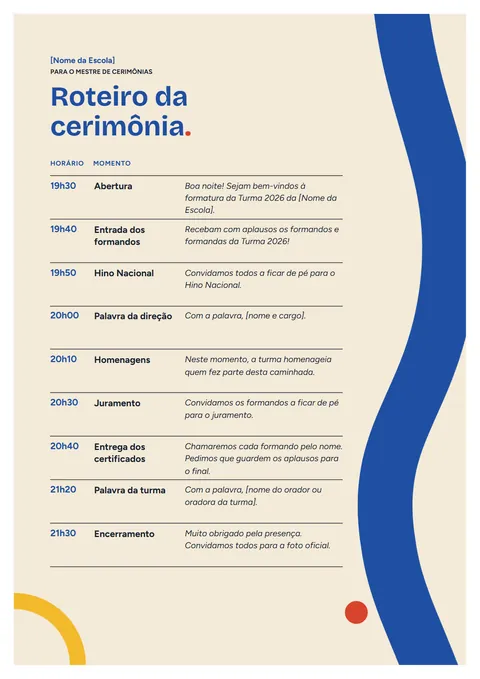 [Nome da Escola]
PARA O MESTRE DE CERIMÔNIAS
Roteiro da
cerimônia.
HORÁRIO MOMENTO
19h30 Abertura Boa noite! Sejam bem-vindos à
formatura da Turma 2026 da [Nome da
Escola].
19h40 Entrada dos Recebam com aplausos os formandos e
formandos formandas da Turma 2026!
19h50 Hino Nacional Convidamos todos a ficar de pé para o
Hino Nacional.
20h00 Palavra da direção Com a palavra, [nome e cargo].
20h10 Homenagens Neste momento, a turma homenageia
quem fez parte desta caminhada.
20h30 Juramento Convidamos os formandos a ficar de pé
para o juramento.
20h40 Entrega dos Chamaremos cada formando pelo nome.
certificados Pedimos que guardem os aplausos para
o final.
21h20 Palavra da turma Com a palavra, [nome do orador ou
oradora da turma].
21h30 Encerramento Muito obrigado pela presença.
Convidamos todos para a foto oficial.